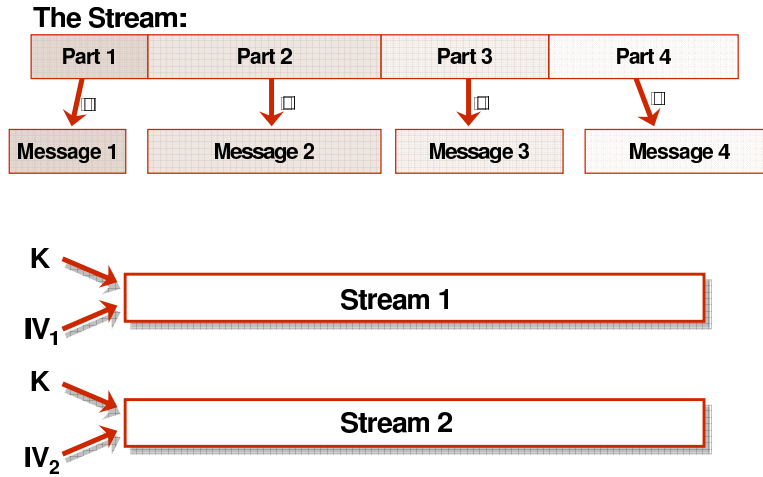 The Stream:
Part 1 Part 2 Part 3 Part 4
Message 1 Message 2 Message 3 Message 4
K
Stream 1
IV₁
K
Stream 2
IV₂